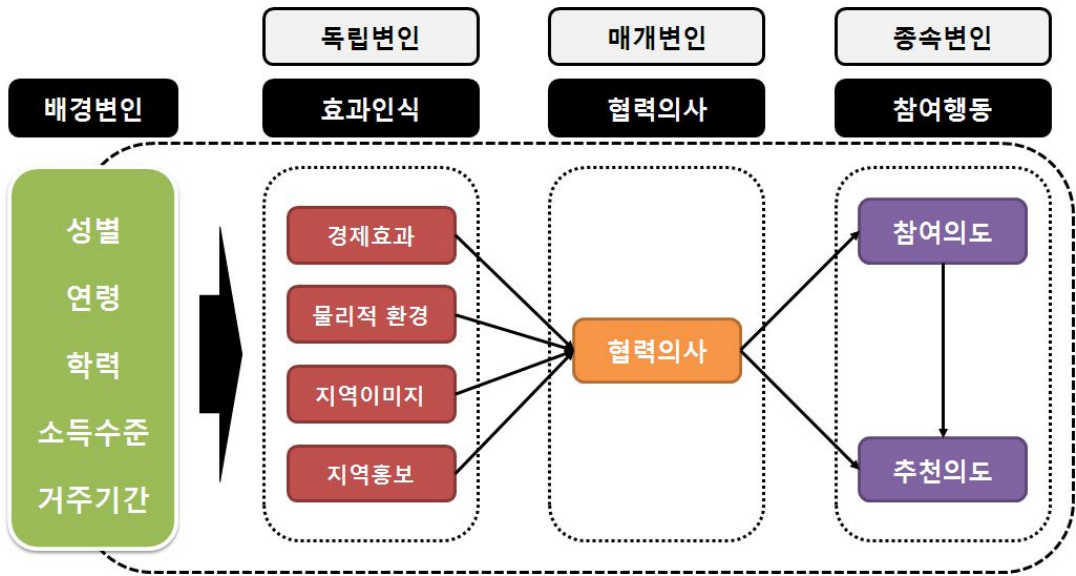 독립변인
매개변인
종속변인
배경변인
효과인식
협력의사
참여행동
성별
연령
학력
소득수준
거주기간
경제효과
물리적 환경
지역이미지
지역홍보
협력의사
참여의도
추천의도